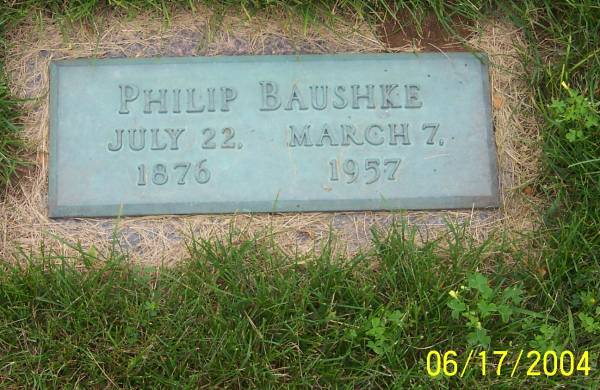 PHILIP BAUSHKE
JULY 22, MARCH 7,
1876 1957
06/17/2004